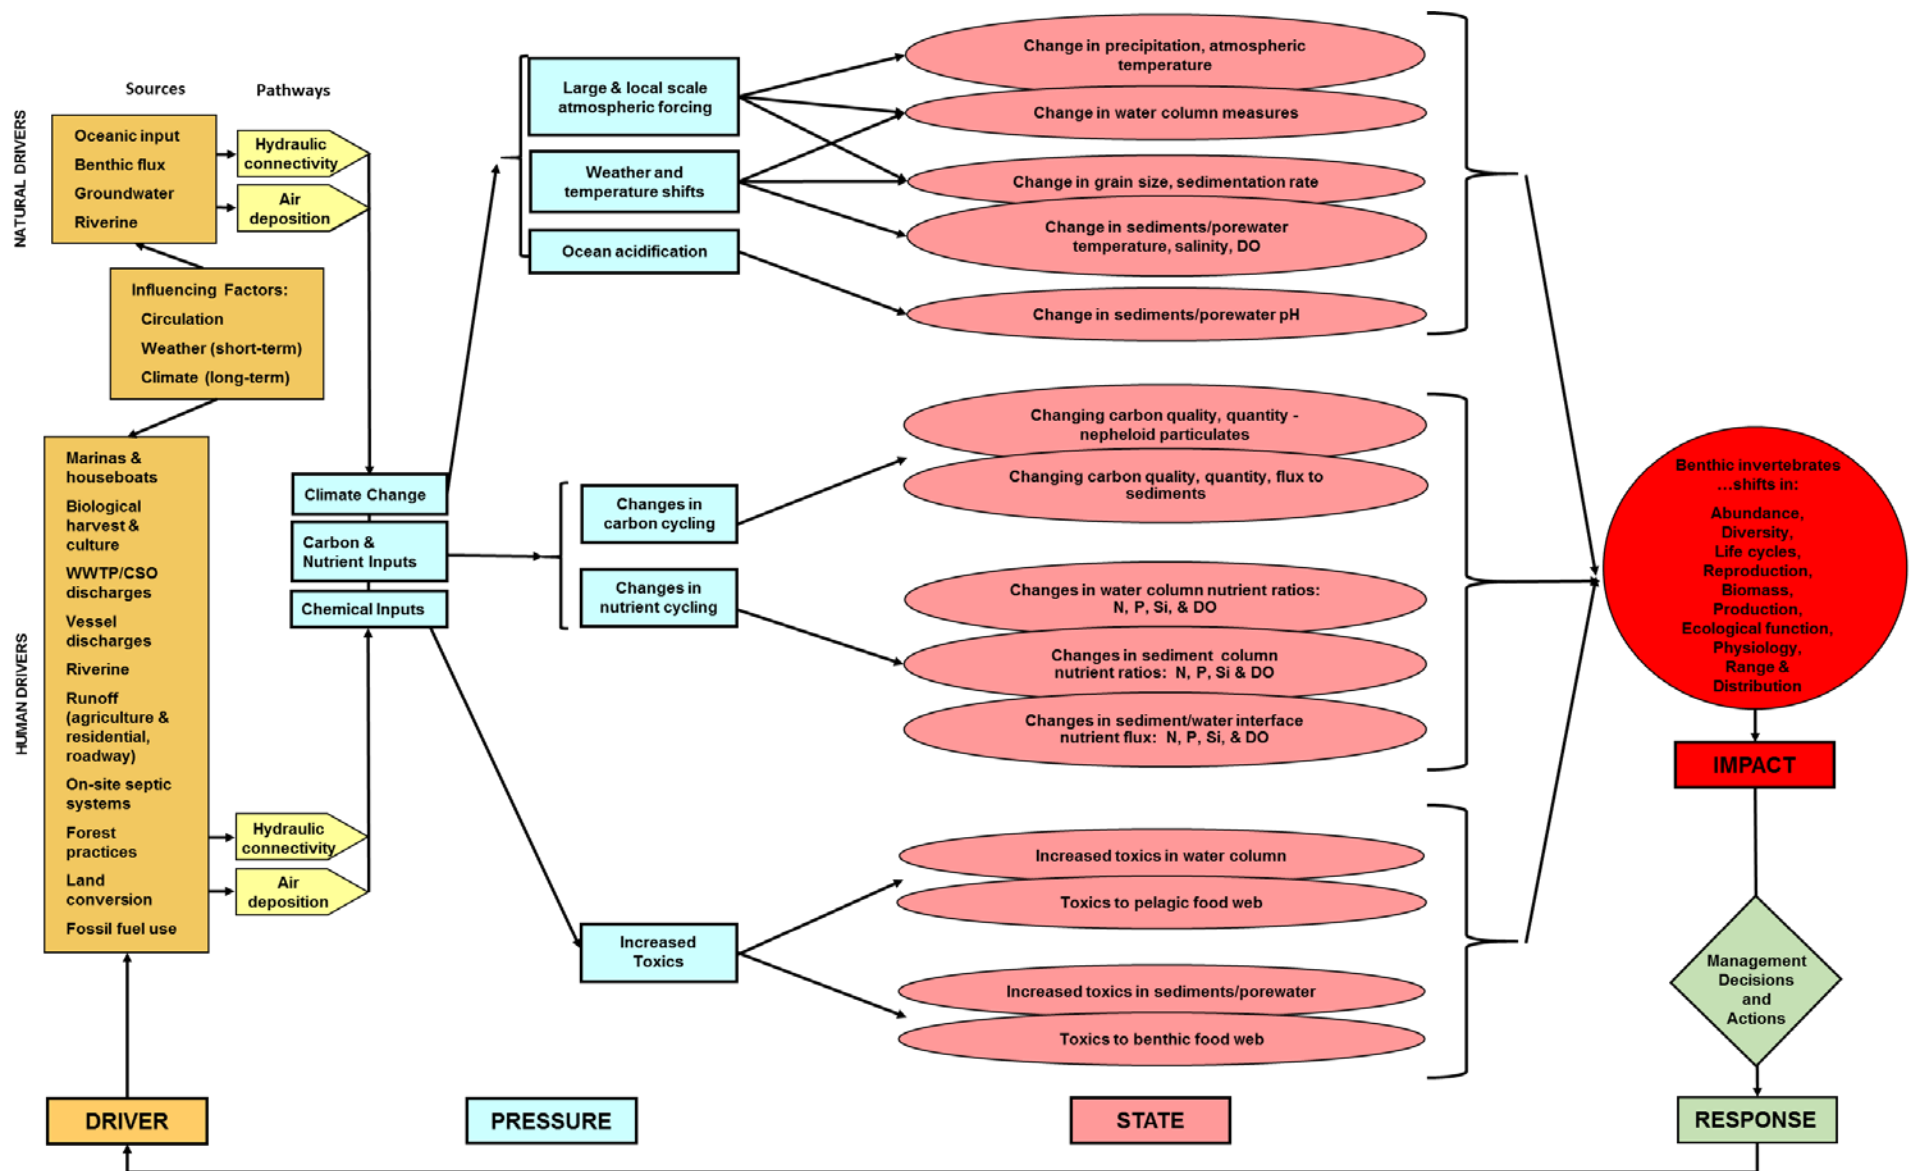 Sources
Pathways
NATURAL DRIVERS
Oceanic input
Benthic flux
Groundwater
Riverine
Hydraulic
connectivity
Air
deposition
Influencing Factors:
Circulation
Weather (short-term)
Climate (long-term)
HUMAN DRIVERS
Marinas &
houseboats
Biological
harvest &
culture
WWTP/CSO
discharges
Vessel
discharges
Riverine
Runoff
(agriculture &
residential,
roadway)
On-site septic
systems
Forest
practices
Land
conversion
Fossil fuel use
Hydraulic
connectivity
Air
deposition
Climate Change
Carbon &
Nutrient Inputs
Chemical Inputs
Large & local scale
atmospheric forcing
Weather and
temperature shifts
Ocean acidification
Changes in
carbon cycling
Changes in
nutrient cycling
Increased
Toxics
Change in precipitation, atmospheric
temperature
Change in water column measures
Change in grain size, sedimentation rate
Change in sediments/porewater
temperature, salinity, DO
Change in sediments/porewater pH
Changing carbon quality, quantity -
nepheloid particulates
Changing carbon quality, quantity, flux to
sediments
Changes in water column nutrient ratios:
N, P, Si, & DO
Changes in sediment column
nutrient ratios: N, P, Si & DO
Changes in sediment/water interface
nutrient flux: N, P, Si, & DO
Increased toxics in water column
Toxics to pelagic food web
Increased toxics in sediments/porewater
Toxics to benthic food web
Benthic invertebrates
...shifts in:
Abundance,
Diversity,
Life cycles,
Reproduction,
Biomass,
Production,
Ecological function,
Physiology,
Range &
Distribution
IMPACT
Management
Decisions
and
Actions
DRIVER
PRESSURE
STATE
RESPONSE